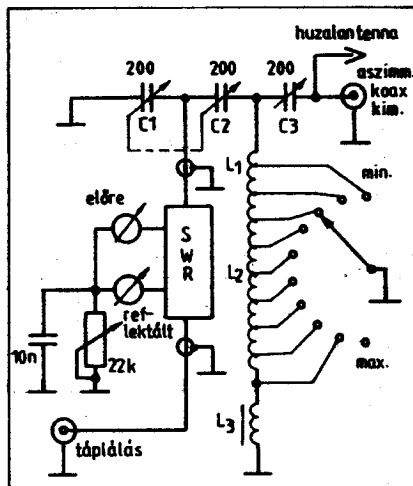 huzalantenna
200
200
200
aszimm.
koax
kim.
C1
C2
C3
L1
min.
előre
S
W
R
L2
ref-
lektált
10n
22k
max.
L3
táplálás